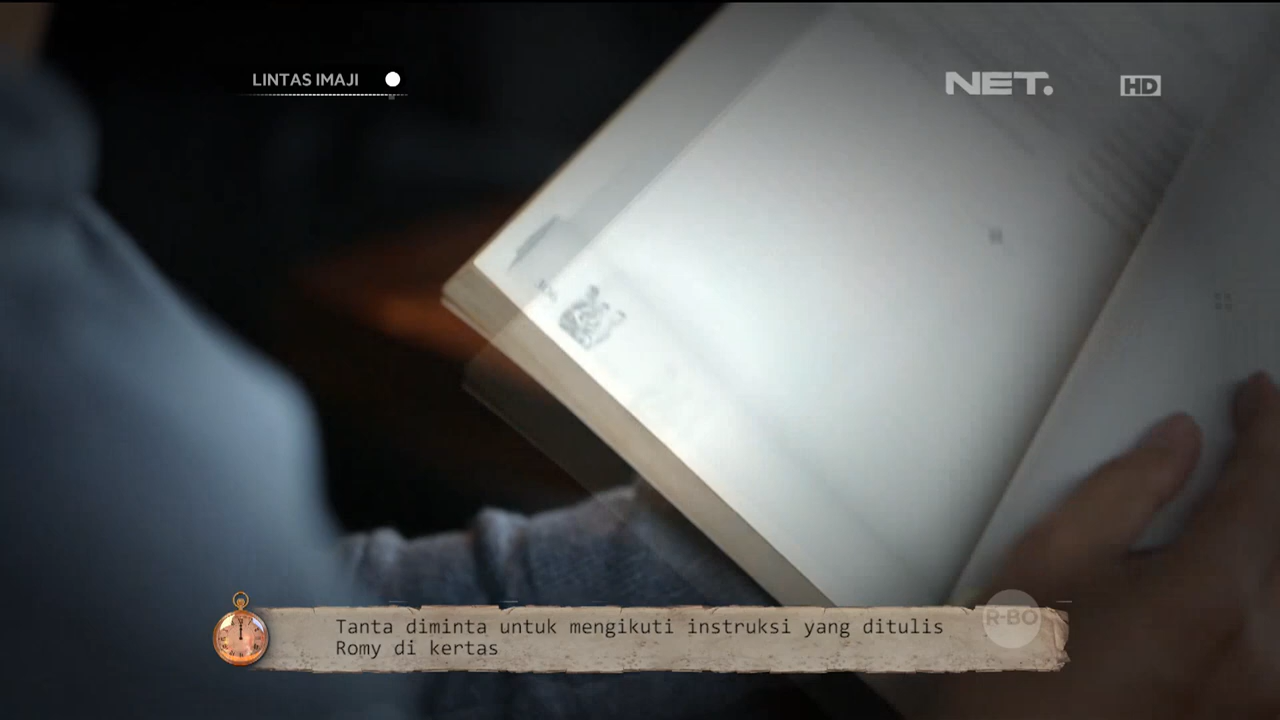 LINTAS IMAJI
NET.
HD
Tanta diminta untuk mengikuti instruksi yang ditulis
Romy di kertas
R-BO